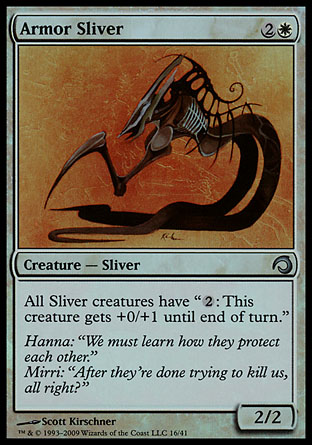 Armor Sliver 2
Creature — Sliver
All Sliver creatures have “2: This
creature gets +0/+1 until end of turn.”
Hanna: “We must learn how they protect
each other.”
Mirri: “After they’re done trying to kill us,
all right?”
2/2
Scott Kirschner
™ & © 1993–2009 Wizards of the Coast LLC 16/41